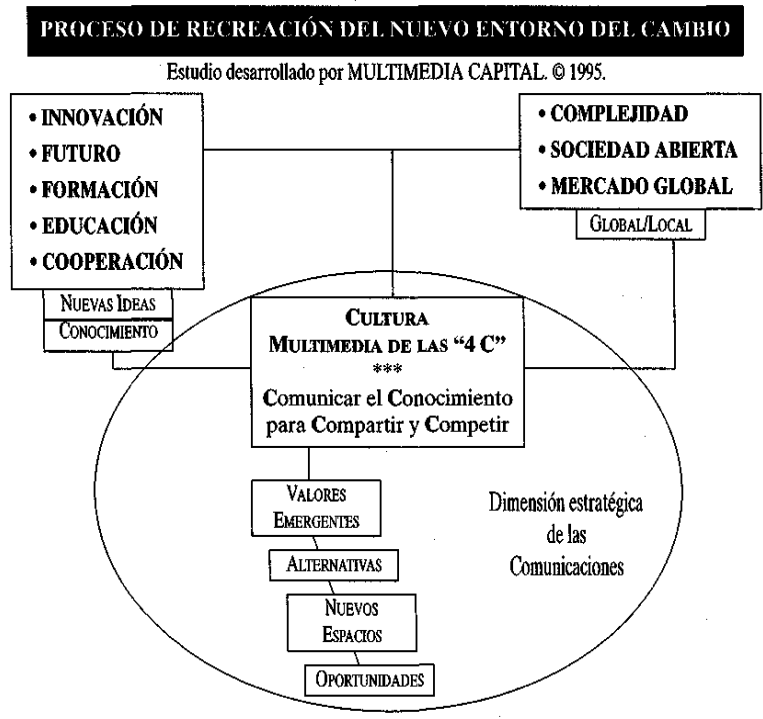 PROCESO DE RECREACIÓN DEL NUEVO ENTORNO DEL CAMBIO
Estudio desarrollado por MULTIMEDIA CAPITAL. © 1995.
• INNOVACIÓN
• FUTURO
• FORMACIÓN
• EDUCACIÓN
• COOPERACIÓN
NUEVAS IDEAS
CONOCIMIENTO
• COMPLEJIDAD
• SOCIEDAD ABIERTA
• MERCADO GLOBAL
GLOBAL/LOCAL
CULTURA
MULTIMEDIA DE LAS “4 C”
***
Comunicar el Conocimiento
para Compartir y Competir
VALORES
EMERGENTES
ALTERNATIVAS
NUEVOS
ESPACIOS
OPORTUNIDADES
Dimensión estratégica
de las
Comunicaciones